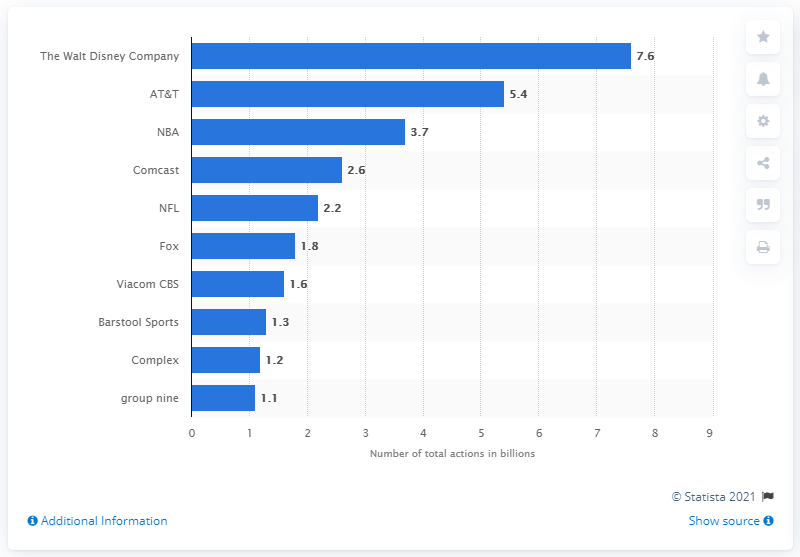 The Walt Disney Company 7.6
AT&T 5.4
NBA 3.7
Comcast 2.6
NFL 2.2
Fox 1.8
Viacom CBS 1.6
Barstool Sports 1.3
Complex 1.2
group nine 1.1
0 1 2 3 4 5 6 7 8 9
Number of total actions in billions
© Statista 2021
Additional Information Show source